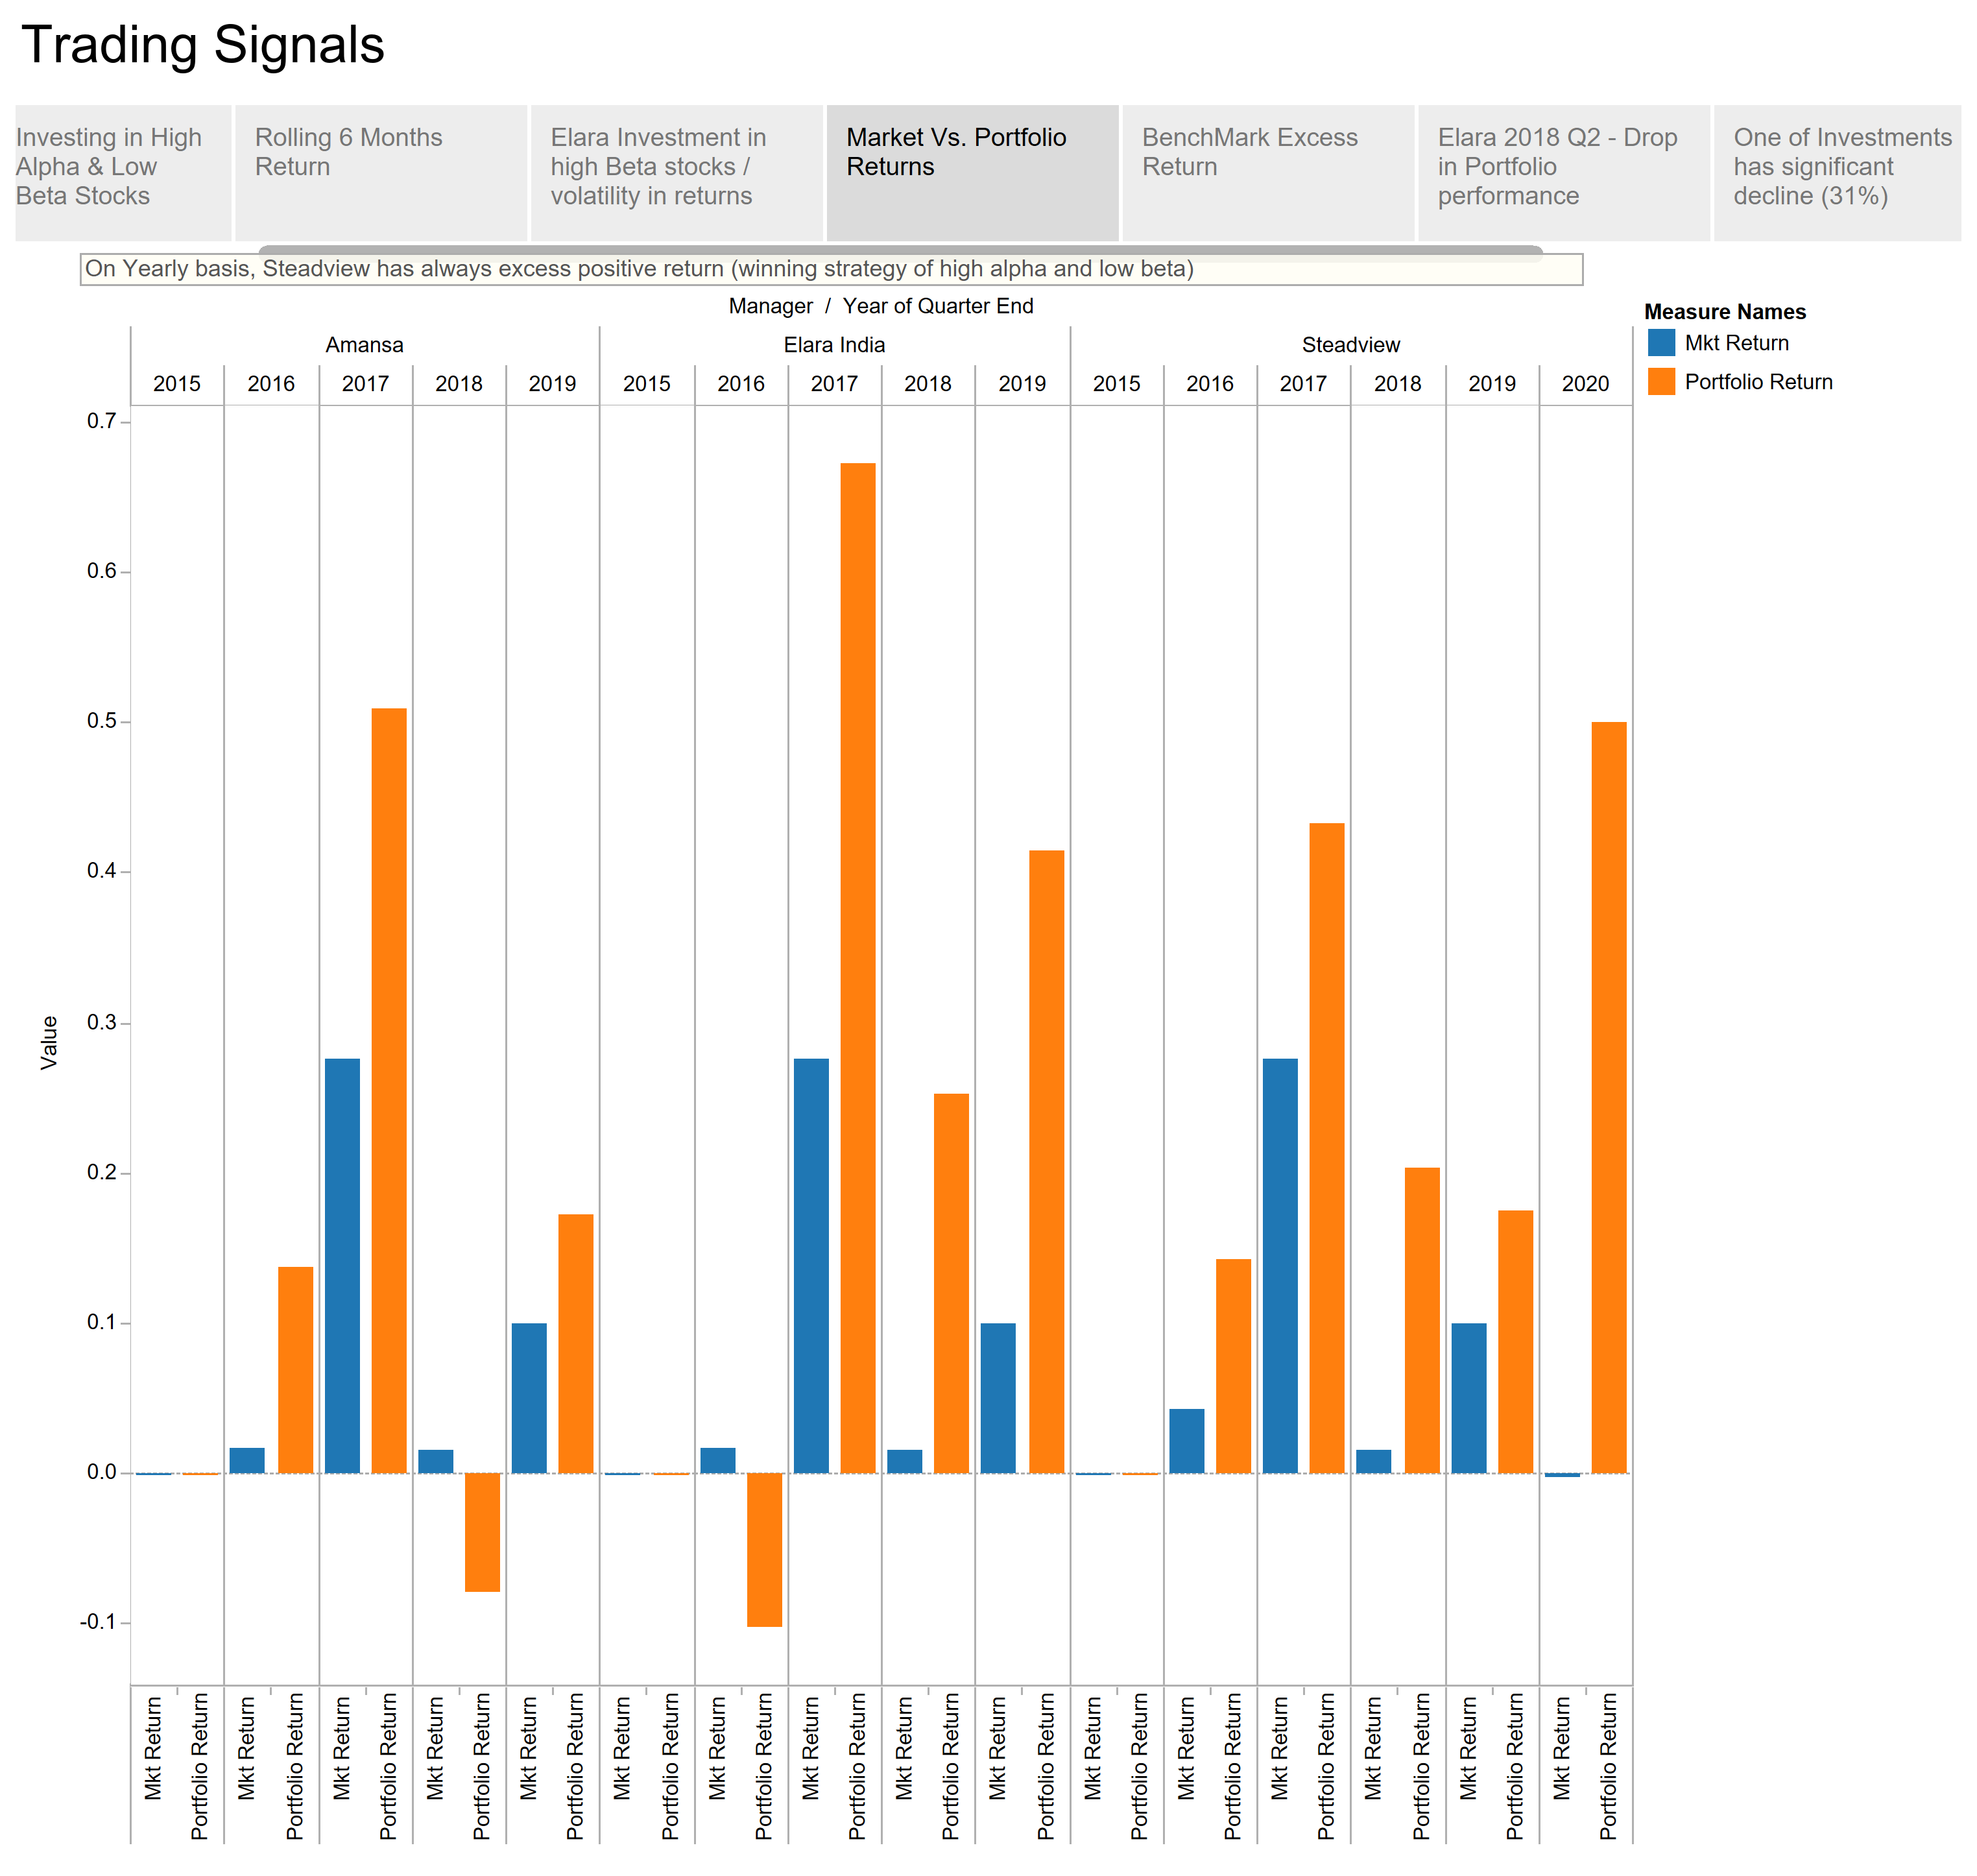 Trading Signals
Investing in High
Alpha & Low
Beta Stocks
Rolling 6 Months
Return
Elara Investment in
high Beta stocks /
volatility in returns
Market Vs. Portfolio
Returns
BenchMark Excess
Return
Elara 2018 Q2 - Drop
in Portfolio
performance
One of Investments
has significant
decline (31%)
On Yearly basis, Steadview has always excess positive return (winning strategy of high alpha and low beta)
Manager / Year of Quarter End
Amansa Elara India Steadview
2015 2016 2017 2018 2019 2015 2016 2017 2018 2019 2015 2016 2017 2018 2019 2020
Measure Names
Mkt Return
Portfolio Return
0.7
0.6
0.5
0.4
0.3
0.2
0.1
0.0
-0.1
Value
Mkt Return
Portfolio Return
Mkt Return
Portfolio Return
Mkt Return
Portfolio Return
Mkt Return
Portfolio Return
Mkt Return
Portfolio Return
Mkt Return
Portfolio Return
Mkt Return
Portfolio Return
Mkt Return
Portfolio Return
Mkt Return
Portfolio Return
Mkt Return
Portfolio Return
Mkt Return
Portfolio Return
Mkt Return
Portfolio Return
Mkt Return
Portfolio Return
Mkt Return
Portfolio Return
Mkt Return
Portfolio Return
Mkt Return
Portfolio Return